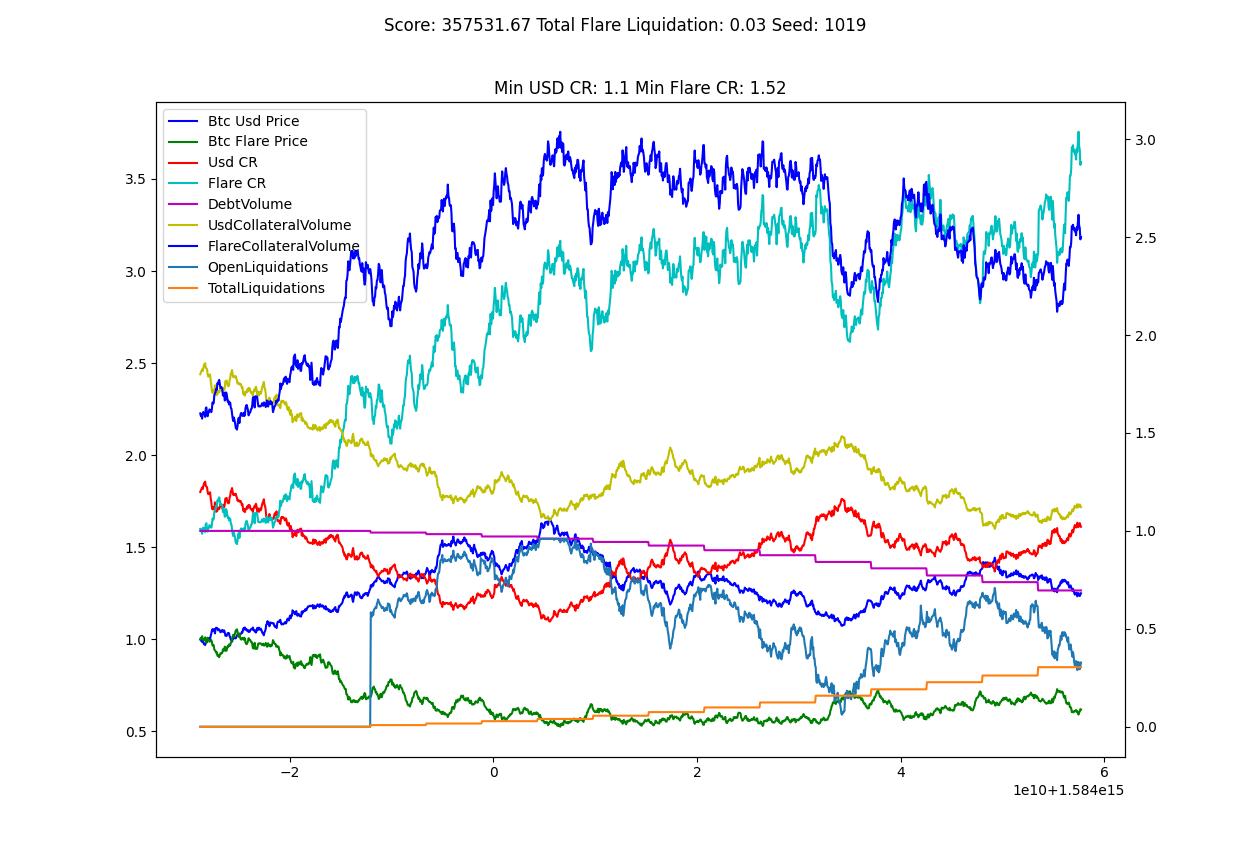 Score: 357531.67 Total Flare Liquidation: 0.03 Seed: 1019
Min USD CR: 1.1 Min Flare CR: 1.52
Btc Usd Price
Btc Flare Price
Usd CR
Flare CR
DebtVolume
UsdCollateralVolume
FlareCollateralVolume
OpenLiquidations
TotalLiquidations
3.5
3.0
2.5
2.0
1.5
1.0
0.5
3.0
2.5
2.0
1.5
1.0
0.5
0.0
−2 0 2 4 6
1e10+1.584e15